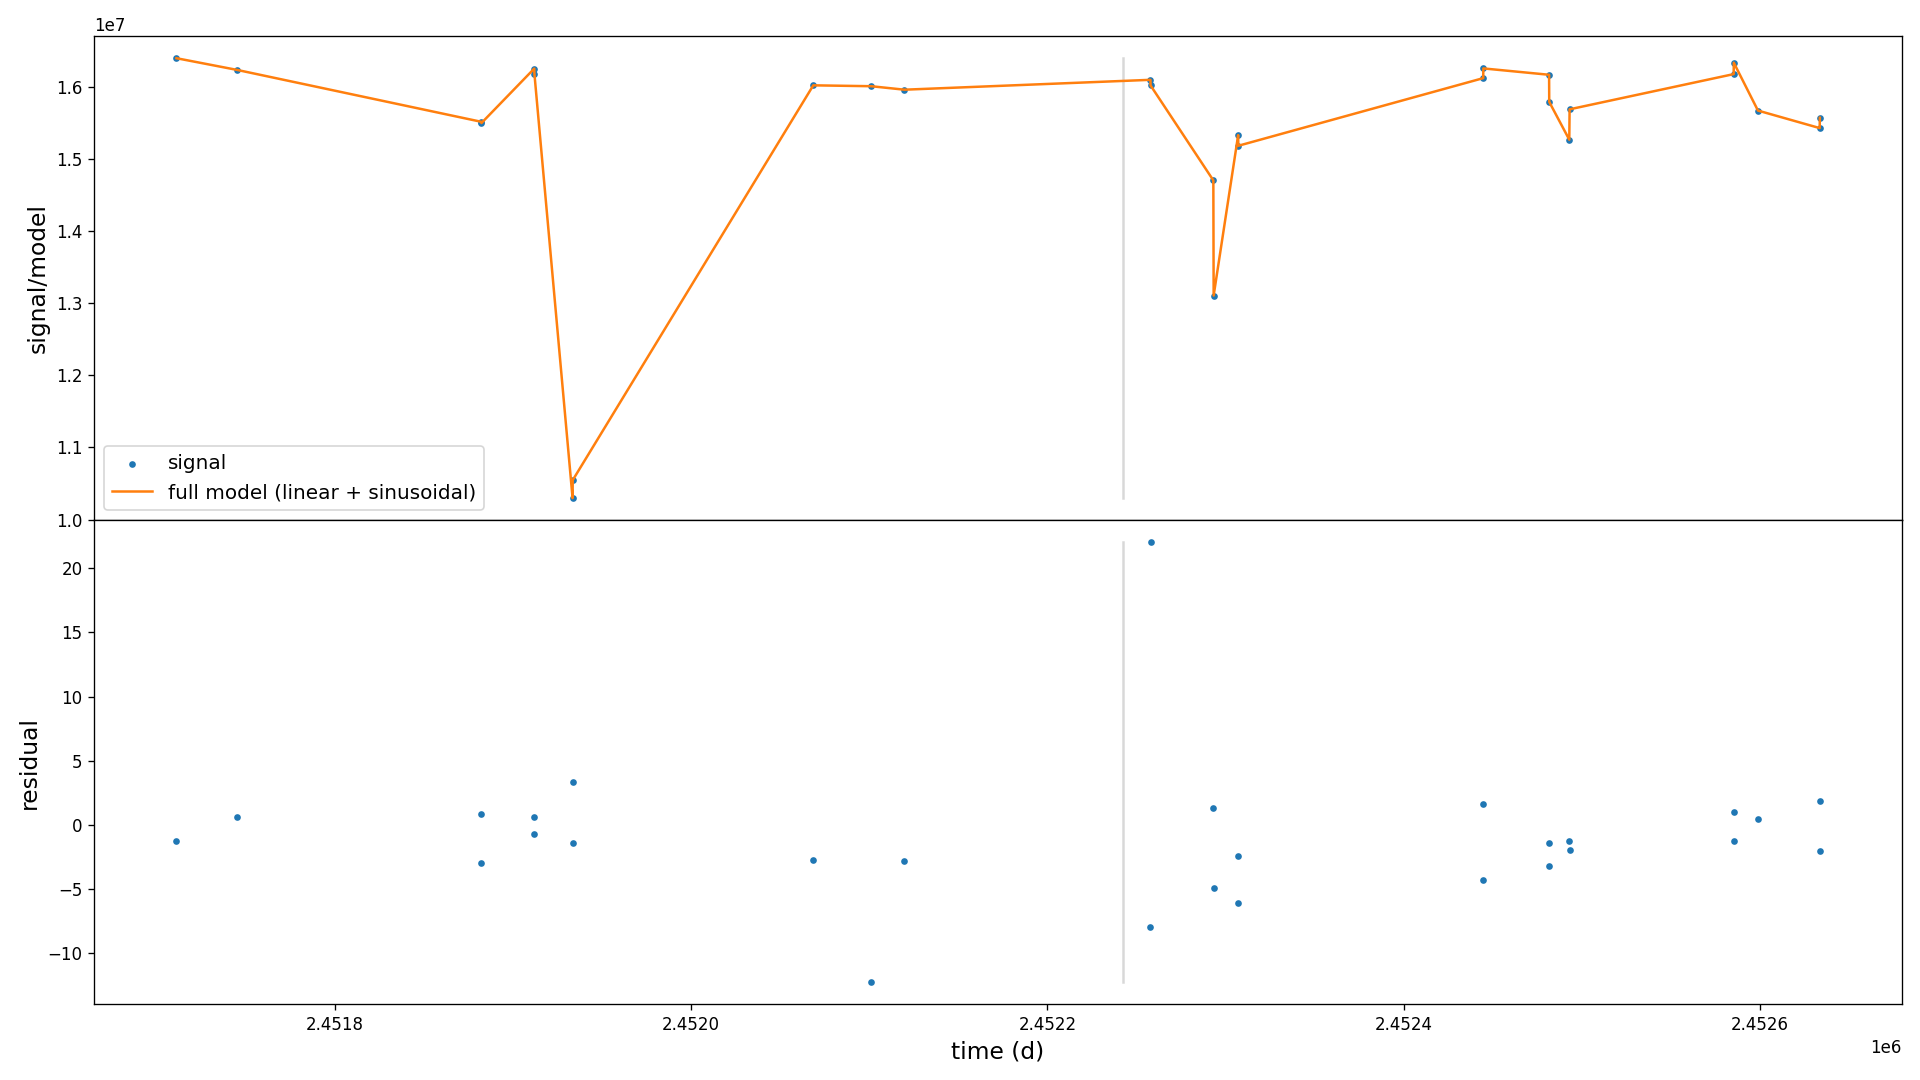 1e7
1.6
1.5
1.4
1.3
1.2
1.1
1.0
signal/model
signal
full model (linear + sinusoidal)
20
15
10
5
0
−5
−10
residual
2.4518
2.4520
2.4522
2.4524
2.4526
time (d)
1e6